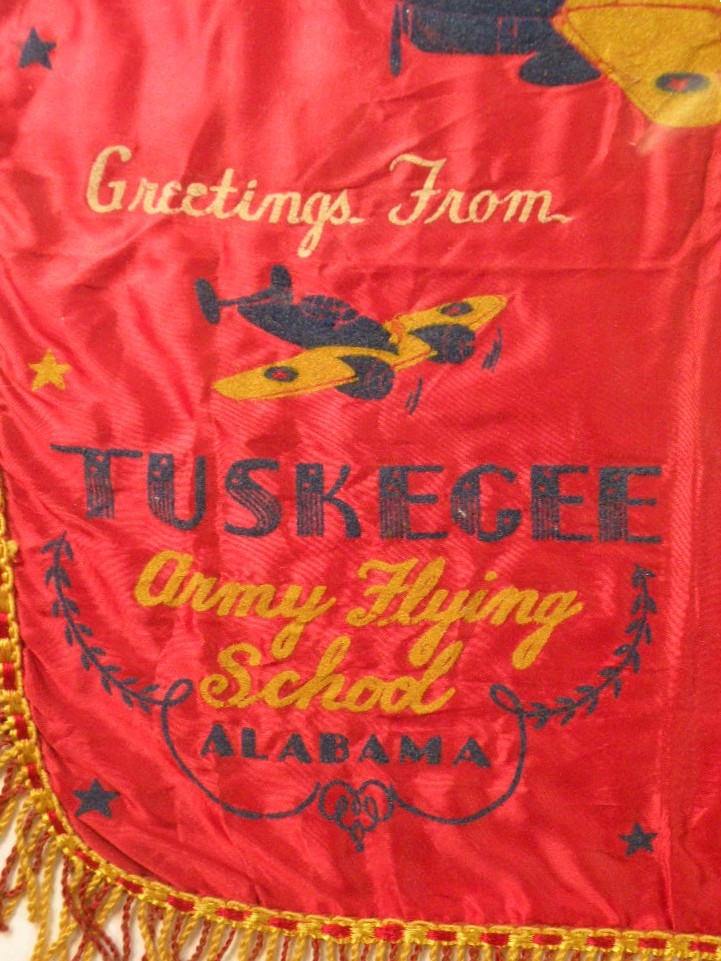 Greetings From
TUSKEGEE
Army Flying
School
ALABAMA